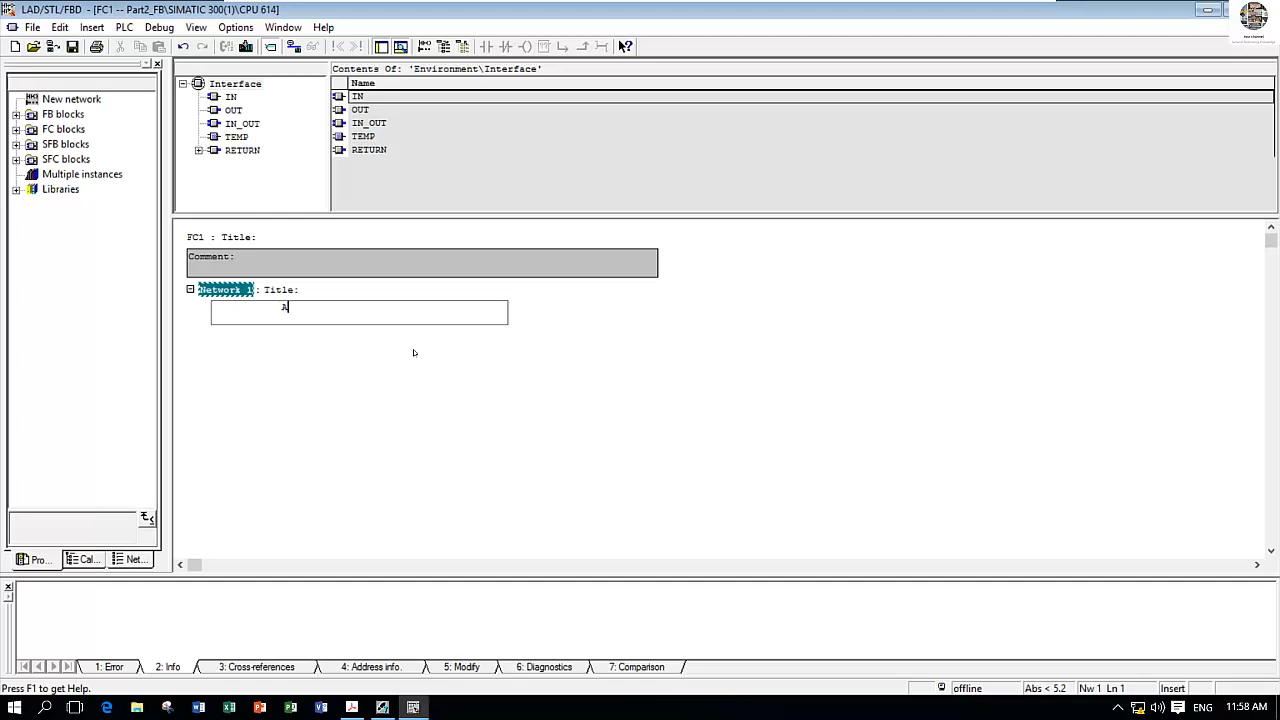 LAD/STL/FBD - [FC1 -- Part2_FB\SIMATIC 300(1)\CPU 614]
File Edit Insert PLC Debug View Options Window Help
New network
FB blocks
FC blocks
SFB blocks
SFC blocks
Multiple instances
Libraries
Pro... Cal... Net...
Interface
IN
OUT
IN_OUT
TEMP
RETURN
Contents Of: 'Environment\Interface'
Name
IN
OUT
IN_OUT
TEMP
RETURN
FC1 : Title:
Comment:
Network 1: Title:
A
1: Error 2: Info 3: Cross-references 4: Address info. 5: Modify 6: Diagnostics 7: Comparison
Press F1 to get Help. offline Abs < 5.2 Nw 1 Ln 1 Insert
ENG 11:58 AM